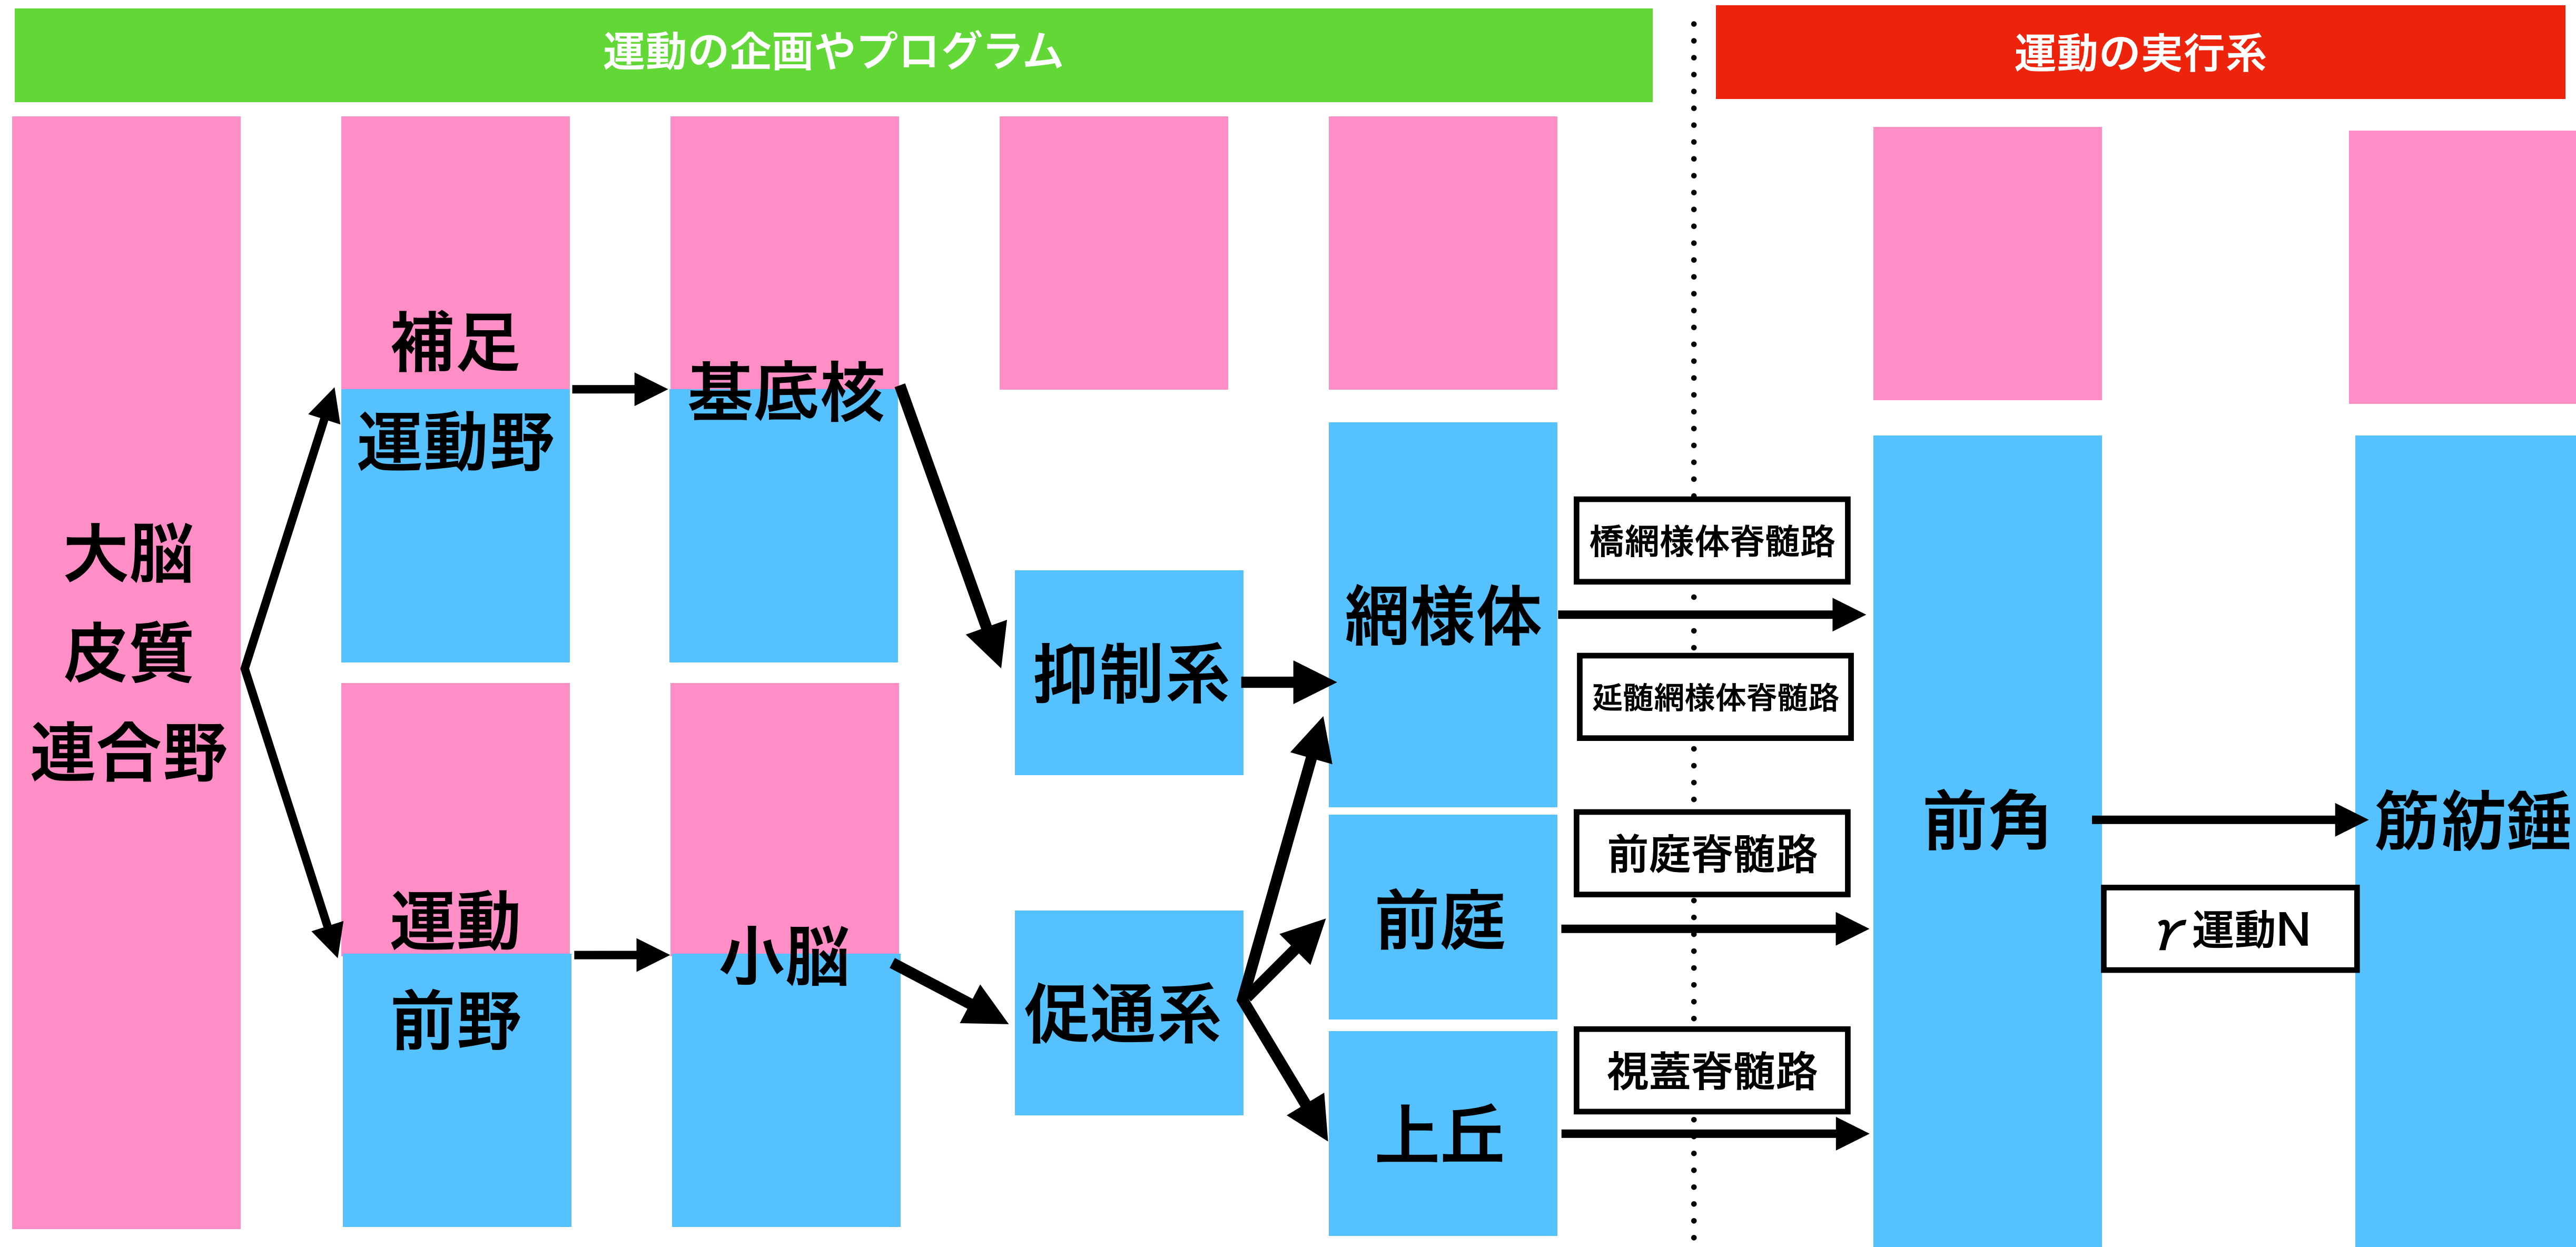 運動の企画やプログラム
運動の実行系
大脳
皮質
連合野
補足
運動野
基底核
運動
前野
小脳
抑制系
促通系
網様体
前庭
上丘
橋網様体脊髄路
延髄網様体脊髄路
前庭脊髄路
視蓋脊髄路
前角
r運動N
筋紡錘